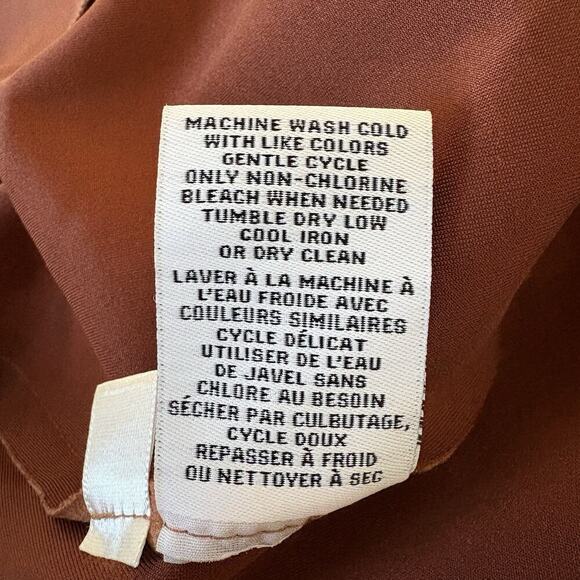 MACHINE WASH COLD
WITH LIKE COLORS
GENTLE CYCLE
ONLY NON-CHLORINE
BLEACH WHEN NEEDED
TUMBLE DRY LOW
COOL IRON
OR DRY CLEAN
LAVER À LA MACHINE À
L'EAU FROIDE AVEC
COULEURS SIMILAIRES
CYCLE DÉLICAT
UTILISER DE L'EAU
DE JAVEL SANS
CHLORE AU BESOIN
SÉCHER PAR CULBUTAGE,
CYCLE DOUX
REPASSER À FROID
OU NETTOYER À SEC